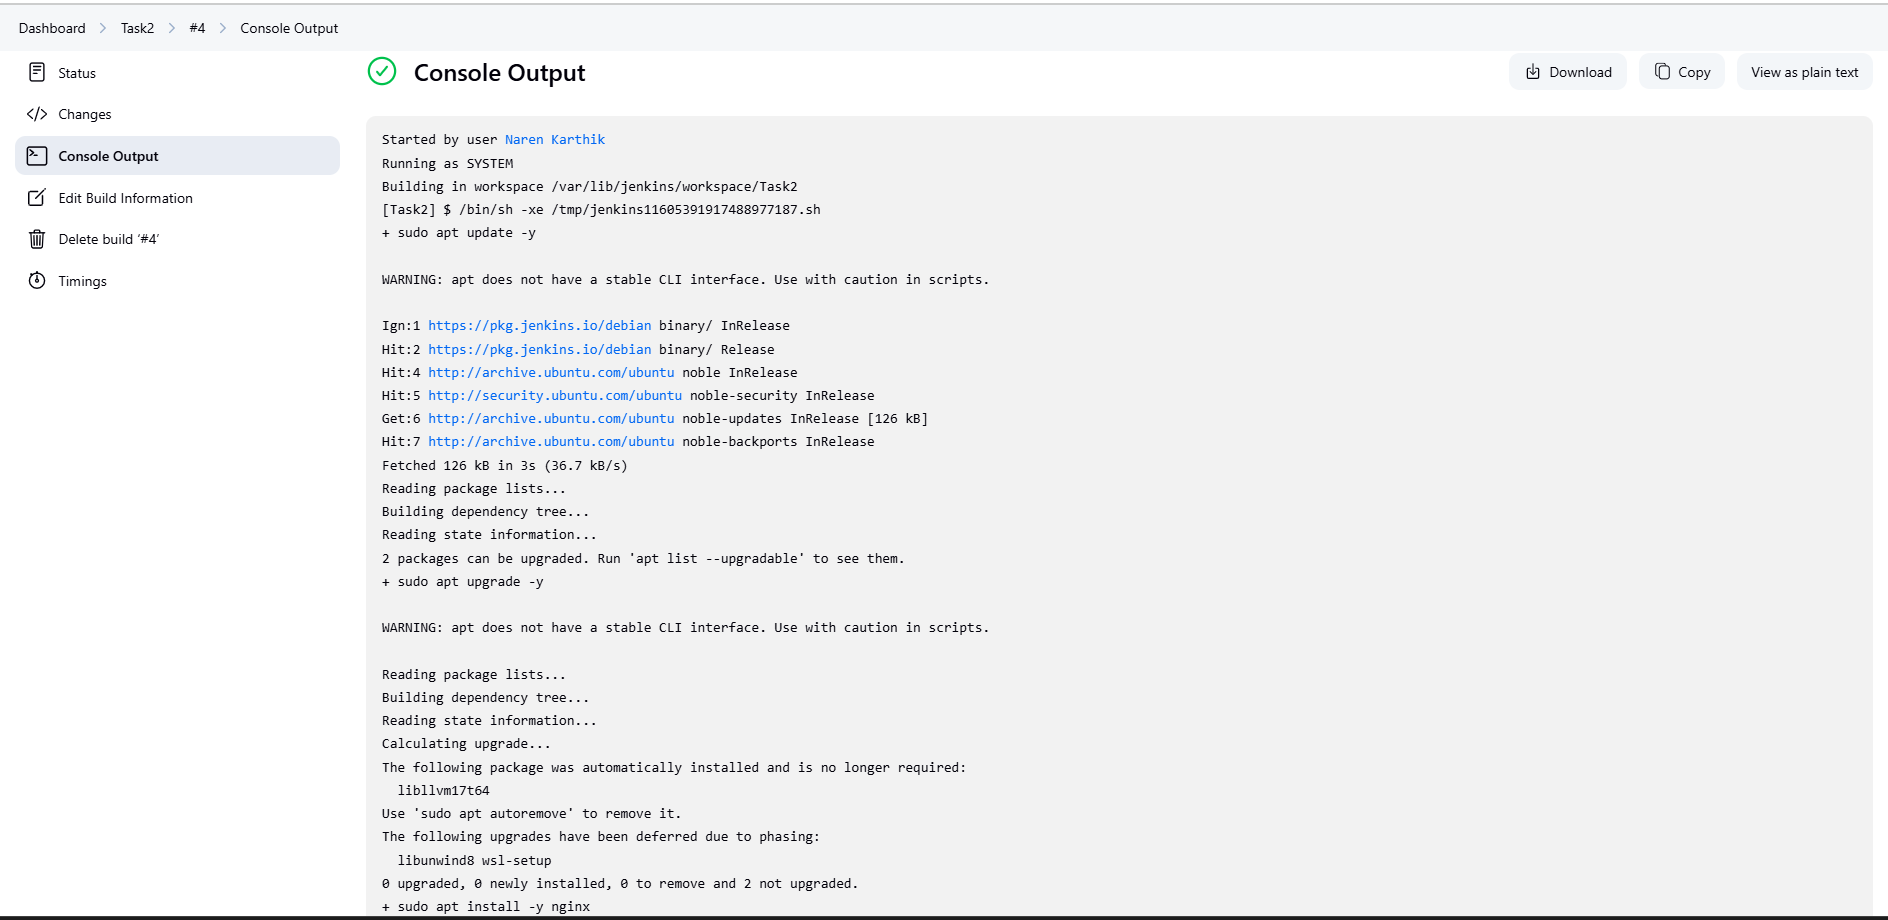 Dashboard > Task2 > #4 > Console Output
Status
Changes
Console Output
Edit Build Information
Delete build ‘#4’
Timings
Console Output
Download
Copy
View as plain text
Started by user Naren Karthik
Running as SYSTEM
Building in workspace /var/lib/jenkins/workspace/Task2
[Task2] $ /bin/sh -xe /tmp/jenkins11605391917488977187.sh
+ sudo apt update -y
WARNING: apt does not have a stable CLI interface. Use with caution in scripts.
Ign:1 https://pkg.jenkins.io/debian binary/ InRelease
Hit:2 https://pkg.jenkins.io/debian binary/ Release
Hit:4 http://archive.ubuntu.com/ubuntu noble InRelease
Hit:5 http://security.ubuntu.com/ubuntu noble-security InRelease
Get:6 http://archive.ubuntu.com/ubuntu noble-updates InRelease [126 kB]
Hit:7 http://archive.ubuntu.com/ubuntu noble-backports InRelease
Fetched 126 kB in 3s (36.7 kB/s)
Reading package lists...
Building dependency tree...
Reading state information...
2 packages can be upgraded. Run 'apt list --upgradable' to see them.
+ sudo apt upgrade -y
WARNING: apt does not have a stable CLI interface. Use with caution in scripts.
Reading package lists...
Building dependency tree...
Reading state information...
Calculating upgrade...
The following package was automatically installed and is no longer required:
libllvm17t64
Use 'sudo apt autoremove' to remove it.
The following upgrades have been deferred due to phasing:
libunwind8 wsl-setup
0 upgraded, 0 newly installed, 0 to remove and 2 not upgraded.
+ sudo apt install -y nginx